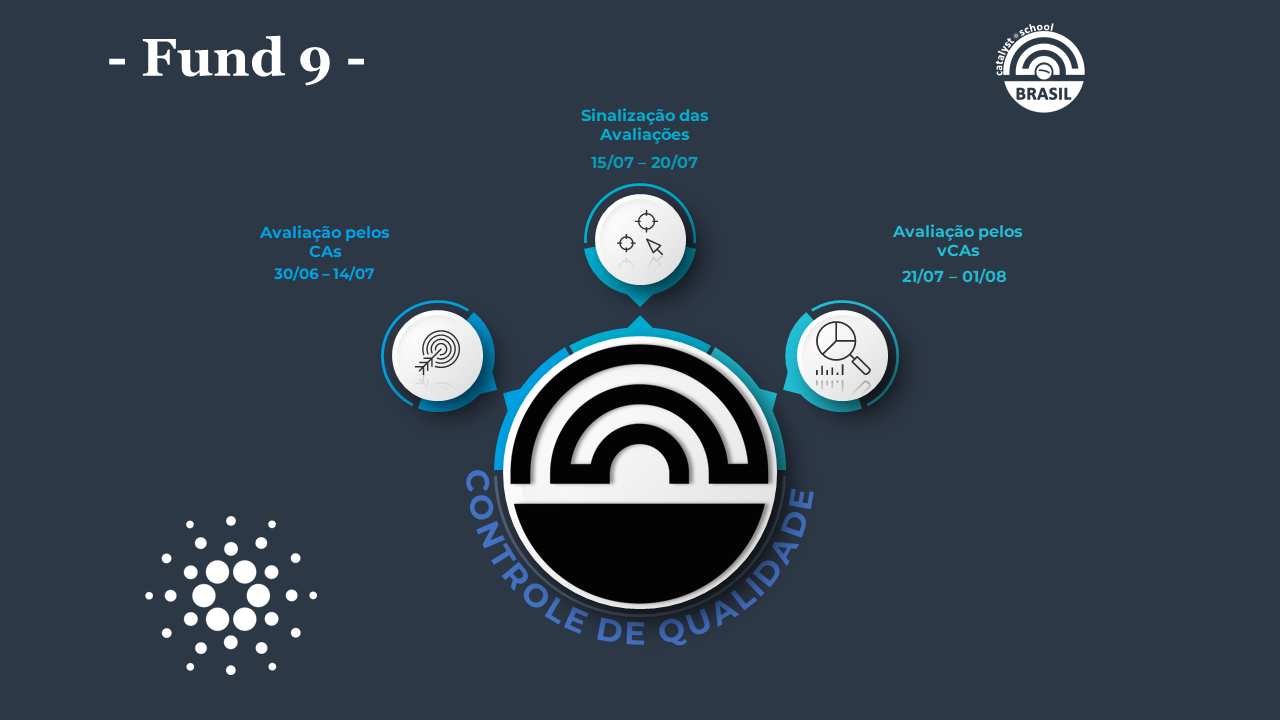 - Fund 9 -
catalyst school
BRASIL
Sinalização das
Avaliações
15/07 – 20/07
Avaliação pelos
CAs
30/06 – 14/07
Avaliação pelos
vCAs
21/07 – 01/08
CONTROLE DE QUALIDADE